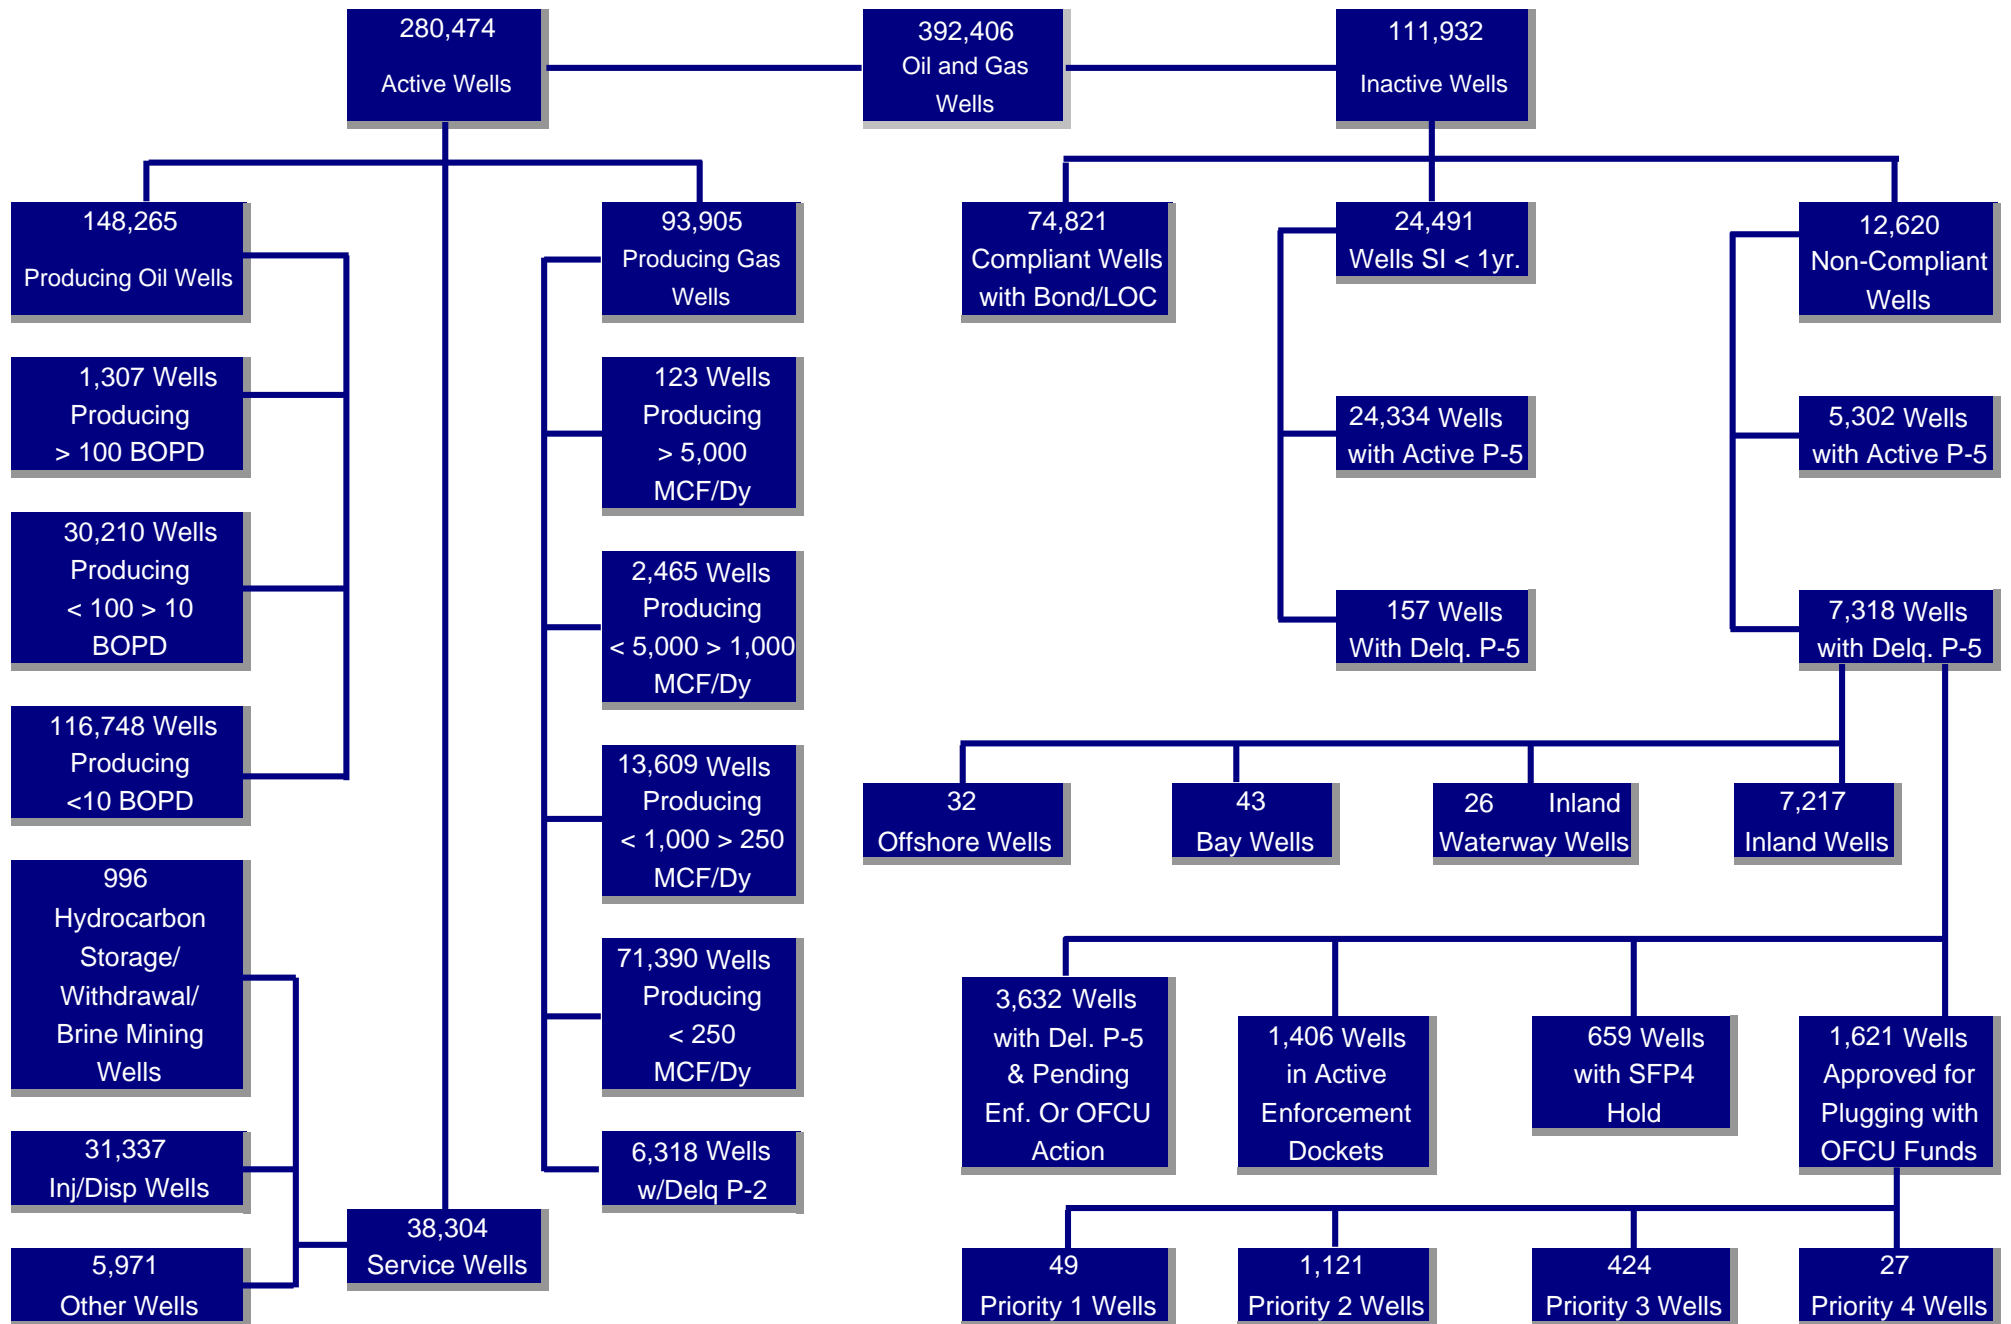 280,474
Active Wells
392,406
Oil and Gas
Wells
111,932
Inactive Wells
148,265
Producing Oil Wells
93,905
Producing Gas
Wells
74,821
Compliant Wells
with Bond/LOC
24,491
Wells SI < 1yr.
12,620
Non-Compliant
Wells
1,307 Wells
Producing
> 100 BOPD
123 Wells
Producing
> 5,000
MCF/Dy
24,334 Wells
with Active P-5
5,302 Wells
with Active P-5
30,210 Wells
Producing
< 100 > 10
BOPD
2,465 Wells
Producing
< 5,000 > 1,000
MCF/Dy
157 Wells
With Delq. P-5
7,318 Wells
with Delq. P-5
116,748 Wells
Producing
<10 BOPD
13,609 Wells
Producing
< 1,000 > 250
MCF/Dy
32
Offshore Wells
43
Bay Wells
26 Inland
Waterway Wells
7,217
Inland Wells
996
Hydrocarbon
Storage/
Withdrawal/
Brine Mining
Wells
71,390 Wells
Producing
< 250
MCF/Dy
3,632 Wells
with Del. P-5
& Pending
Enf. Or OFCU
Action
1,406 Wells
in Active
Enforcement
Dockets
659 Wells
with SFP4
Hold
1,621 Wells
Approved for
Plugging with
OFCU Funds
31,337
Inj/Disp Wells
6,318 Wells
w/Delq P-2
38,304
Service Wells
5,971
Other Wells
49
Priority 1 Wells
1,121
Priority 2 Wells
424
Priority 3 Wells
27
Priority 4 Wells